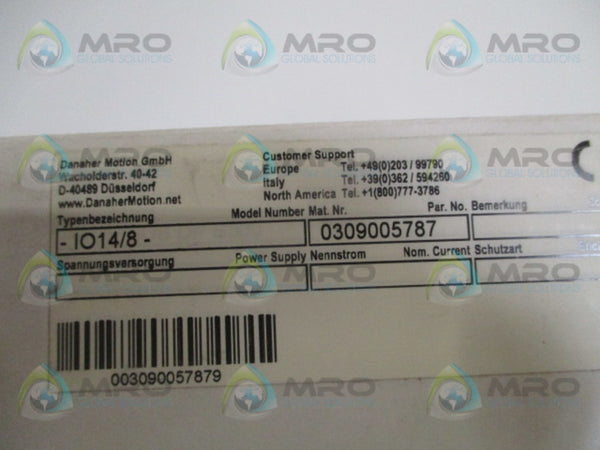 MRO GLOBAL SOLUTIONS
Danaher Motion GmbH
Wacholderstr. 40-42
D-40489 Düsseldorf
www.DanaherMotion.net
Customer Support
Europe Tel. +49(0)203 / 99790
Italy Tel. +39(0)362 / 594260
North America Tel. +1(800)777-3786
Typenbezeichnung Model Number Mat. Nr. Par. No. Bemerkung
- IO14/8 - 0309005787
Spannungsversorgung Power Supply Nennstrom Nom. Current Schutzart
003090057879